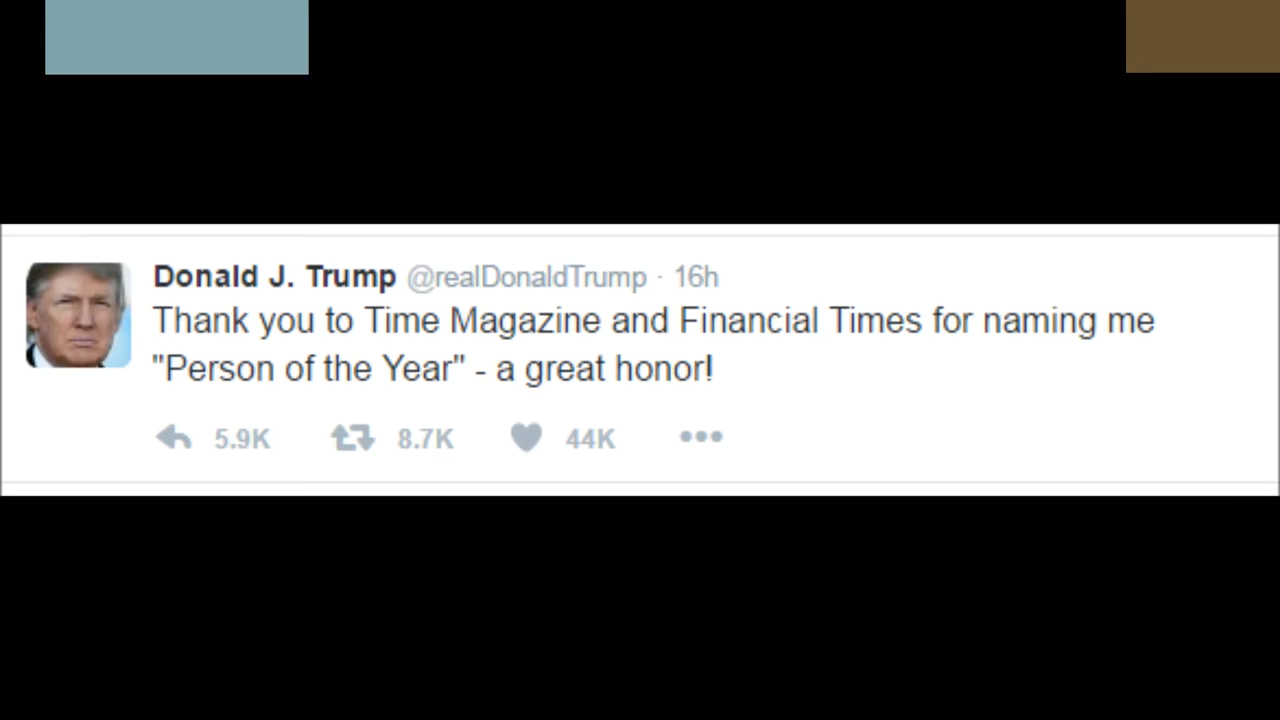 Donald J. Trump @realDonaldTrump · 16h
Thank you to Time Magazine and Financial Times for naming me
"Person of the Year" - a great honor!
5.9K 8.7K 44K